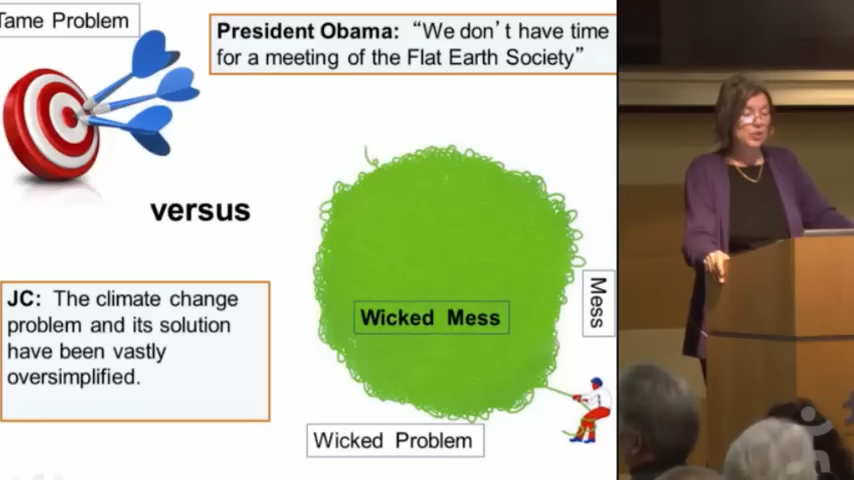 Tame Problem
President Obama: “We don’t have time
for a meeting of the Flat Earth Society”
versus
JC: The climate change
problem and its solution
have been vastly
oversimplified.
Wicked Mess
Mess
Wicked Problem